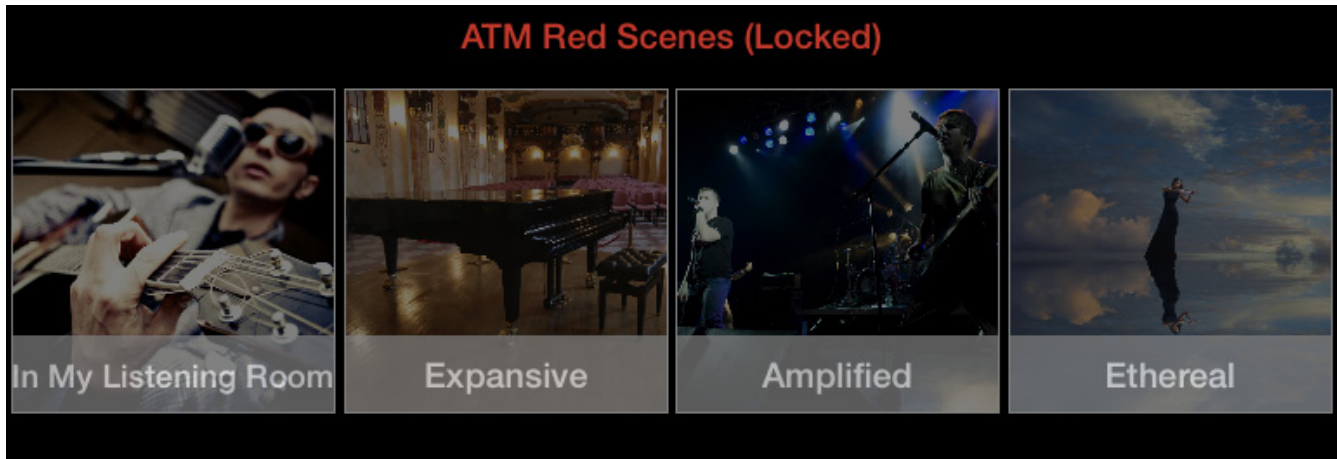 ATM Red Scenes (Locked)
In My Listening Room
Expansive
Amplified
Ethereal